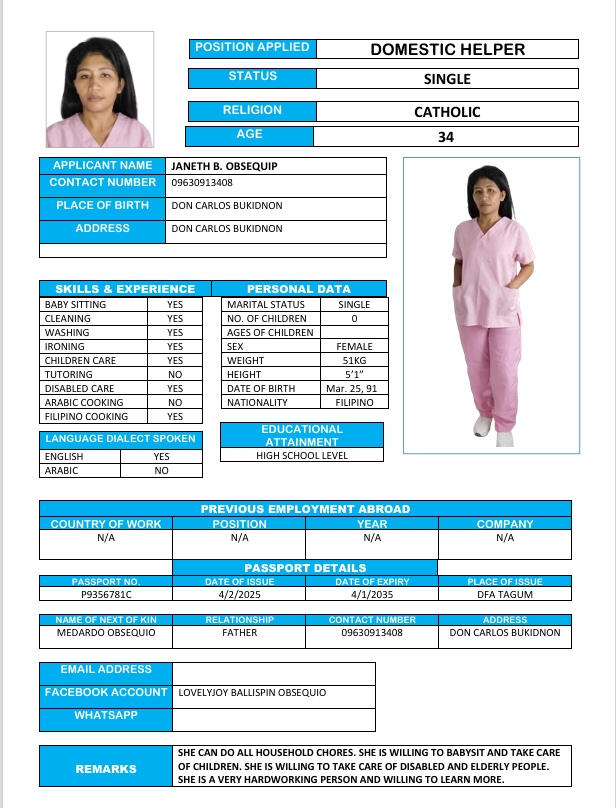 POSITION APPLIED DOMESTIC HELPER
STATUS SINGLE
RELIGION CATHOLIC
AGE 34
APPLICANT NAME JANETH B. OBSEQUIP
CONTACT NUMBER 09630913408
PLACE OF BIRTH DON CARLOS BUKIDNON
ADDRESS DON CARLOS BUKIDNON
SKILLS & EXPERIENCE
BABY SITTING YES
CLEANING YES
WASHING YES
IRONING YES
CHILDREN CARE YES
TUTORING NO
DISABLED CARE YES
ARABIC COOKING NO
FILIPINO COOKING YES
LANGUAGE DIALECT SPOKEN
ENGLISH YES
ARABIC NO
PERSONAL DATA
MARITAL STATUS SINGLE
NO. OF CHILDREN 0
AGES OF CHILDREN
SEX FEMALE
WEIGHT 51KG
HEIGHT 5’1”
DATE OF BIRTH Mar. 25, 91
NATIONALITY FILIPINO
EDUCATIONAL
ATTAINMENT
HIGH SCHOOL LEVEL
PREVIOUS EMPLOYMENT ABROAD
COUNTRY OF WORK POSITION YEAR COMPANY
N/A N/A N/A N/A
PASSPORT DETAILS
PASSPORT NO. DATE OF ISSUE DATE OF EXPIRY PLACE OF ISSUE
P9356781C 4/2/2025 4/1/2035 DFA TAGUM
NAME OF NEXT OF KIN RELATIONSHIP CONTACT NUMBER ADDRESS
MEDARDO OBSEQUIO FATHER 09630913408 DON CARLOS BUKIDNON
EMAIL ADDRESS
FACEBOOK ACCOUNT LOVELYJOY BALLISPIN OBSEQUIO
WHATSAPP
REMARKS
SHE CAN DO ALL HOUSEHOLD CHORES. SHE IS WILLING TO BABYSIT AND TAKE CARE
OF CHILDREN. SHE IS WILLING TO TAKE CARE OF DISABLED AND ELDERLY PEOPLE.
SHE IS A VERY HARDWORKING PERSON AND WILLING TO LEARN MORE.